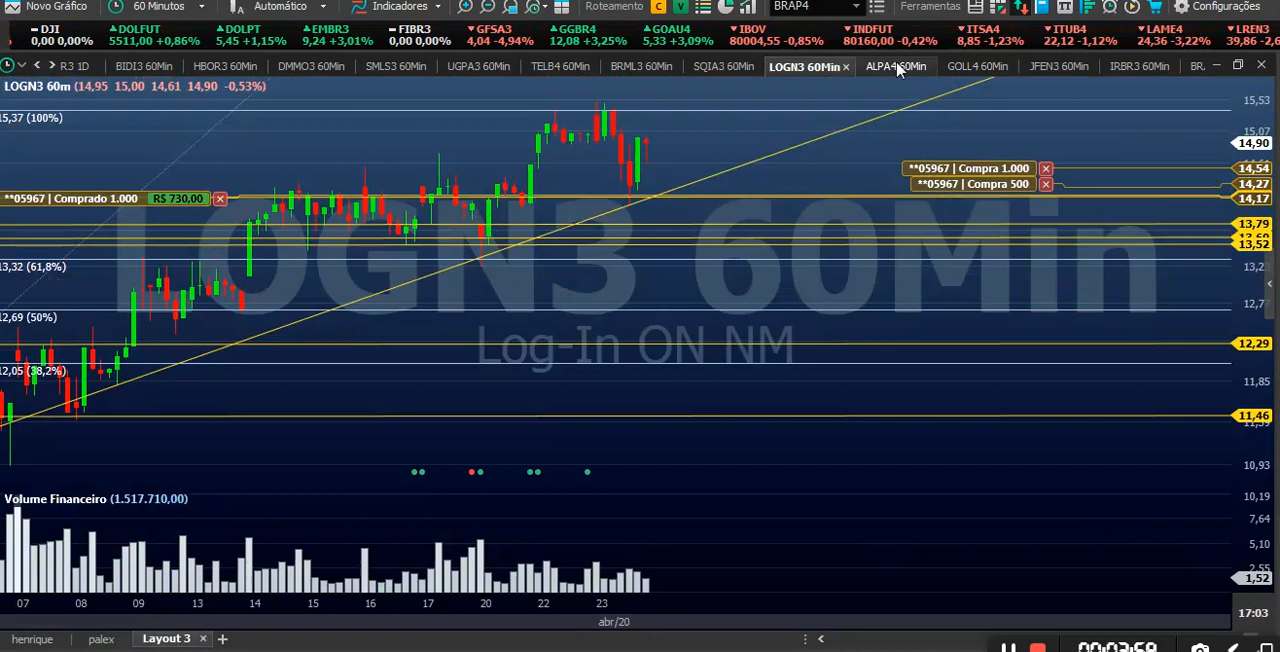 Novo Gráfico 60 Minutos Automático Indicadores Roteamento C V BRAP4 Ferramentas Configurações
DJI DOLFUT DOLPT EMBR3 FIBR3 GFSA3 GGBR4 GOAU4 IBOV INDFUT ITSA4 ITUB4 LAME4 LREN3
0,00 0,00% 5511,00 +0,86% 5,45 +1,15% 9,24 +3,01% 0,00 0,00% 4,04 -4,94% 12,08 +3,25% 5,33 +3,09% 80004,55 -0,85% 80160,00 -0,42% 8,85 -1,23% 22,12 -1,12% 24,36 -3,22% 39,86 -2,6
R3 1D BIDI3 60Min HBOR3 60Min DMMO3 60Min SMLS3 60Min UGPA3 60Min TELB4 60Min BRML3 60Min SQIA3 60Min LOGN3 60Min ALPA4 60Min GOLL4 60Min JFEN3 60Min IRBR3 60Min BR
LOGN3 60m (14,95 15,00 14,61 14,90 -0,53%)
15,53
15,37 (100%)
15,07
14,90
**05967 | Compra 1.000 14,54
**05967 | Compra 500 14,27
**05967 | Comprado 1.000 R$ 730,00 14,17
13,79
13,52
LOGN3 60Min
13,32 (61,8%)
12,69 (50%)
Log-In ON NM
12,29
12,05 (38,2%)
11,85
11,46
10,93
Volume Financeiro (1.517.710,00)
10,19
7,64
5,10
2,55
1,52
07 08 09 13 14 15 16 17 20 22 23
17:03
abr/20
henrique palex Layout 3
00:03:59